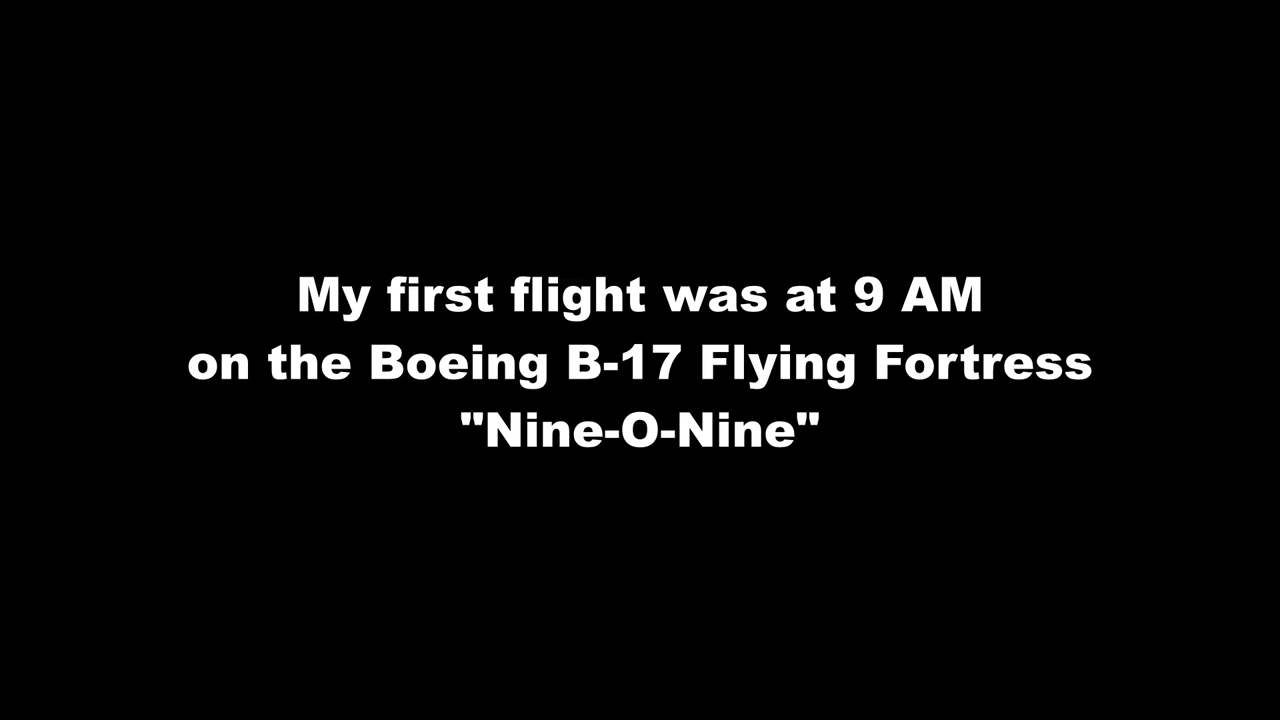 My first flight was at 9 AM
on the Boeing B-17 Flying Fortress
"Nine-O-Nine"